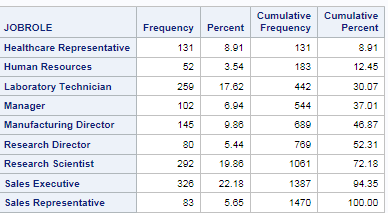 Cumulative Cumulative
JOBROLE Frequency Percent Frequency Percent
Healthcare Representative 131 8.91 131 8.91
Human Resources 52 3.54 183 12.45
Laboratory Technician 259 17.62 442 30.07
Manager 102 6.94 544 37.01
Manufacturing Director 145 9.86 689 46.87
Research Director 80 5.44 769 52.31
Research Scientist 292 19.86 1061 72.18
Sales Executive 326 22.18 1387 94.35
Sales Representative 83 5.65 1470 100.00